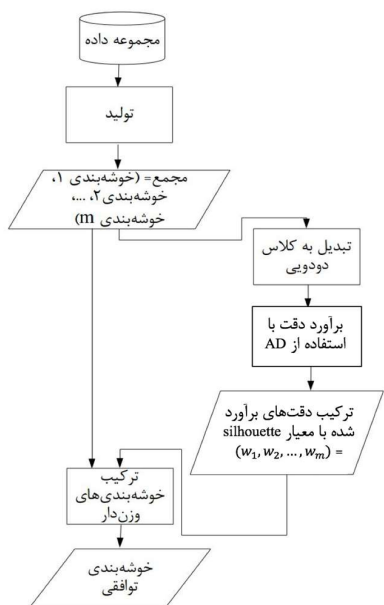 مجموعه داده
تولید
مجمع= (خوشه‌بندی ۱،
خوشه‌بندی۲، ...،
خوشه‌بندی m)
تبدیل به کلاس
دودویی
برآورد دقت با
استفاده از AD
ترکیب دقت‌های برآورد
شده با معیار silhouette
= (w₁, w₂, …, wₘ)
ترکیب
خوشه‌بندی‌های
وزن‌دار
خوشه‌بندی
توافقی